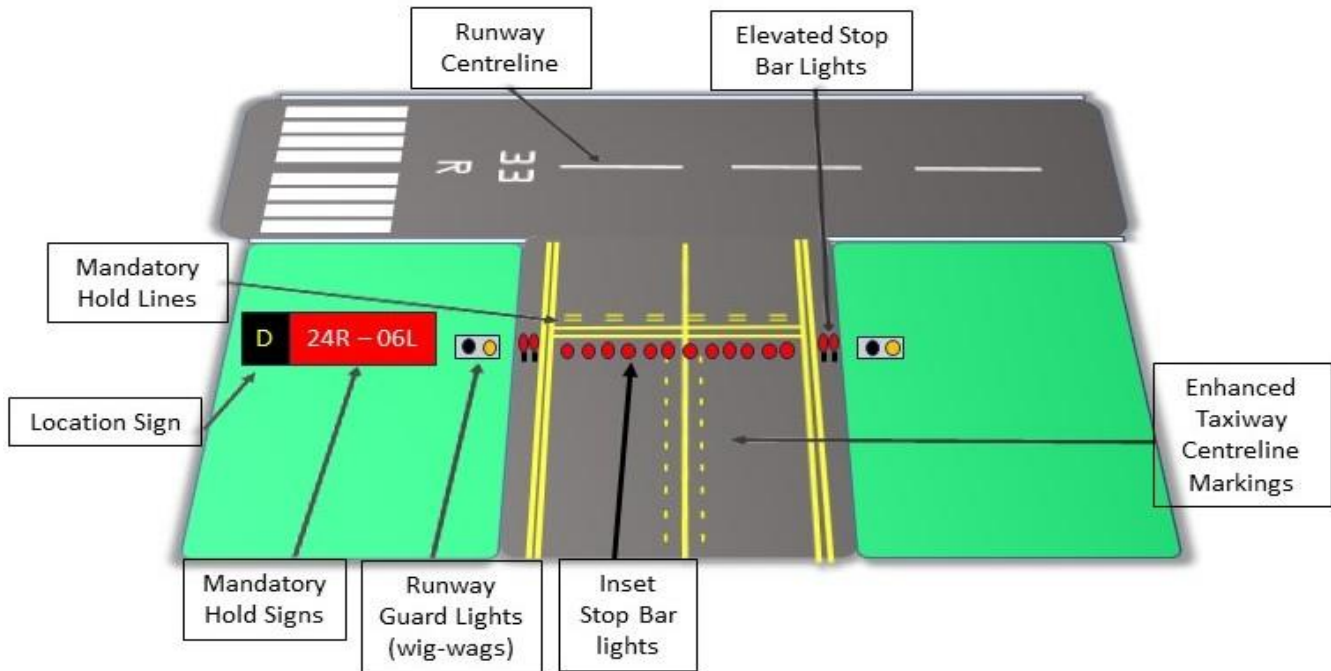 Runway
Centreline
Elevated Stop
Bar Lights
R
33
Mandatory
Hold Lines
D
24R – 06L
Location Sign
Enhanced
Taxiway
Centreline
Markings
Mandatory
Hold Signs
Runway
Guard Lights
(wig-wags)
Inset
Stop Bar
lights